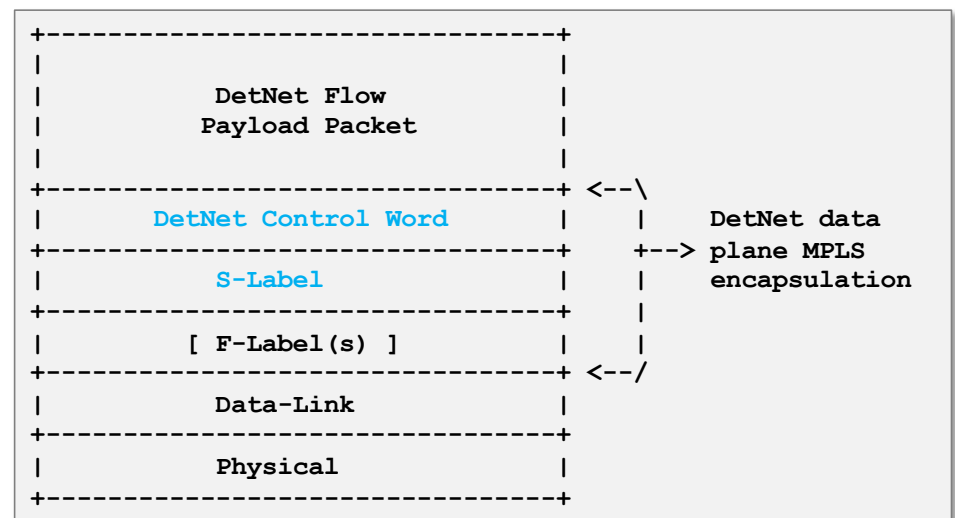 +---------------------------------+
|                                 |
|           DetNet Flow           |
|          Payload Packet         |
|                                 |
+---------------------------------+ <--\
|       DetNet Control Word       |    |    DetNet data
+---------------------------------+    +--> plane MPLS
|           S-Label               |    |    encapsulation
+---------------------------------+    |
|         [ F-Label(s) ]          |    |
+---------------------------------+ <--/
|           Data-Link             |
+---------------------------------+
|           Physical              |
+---------------------------------+